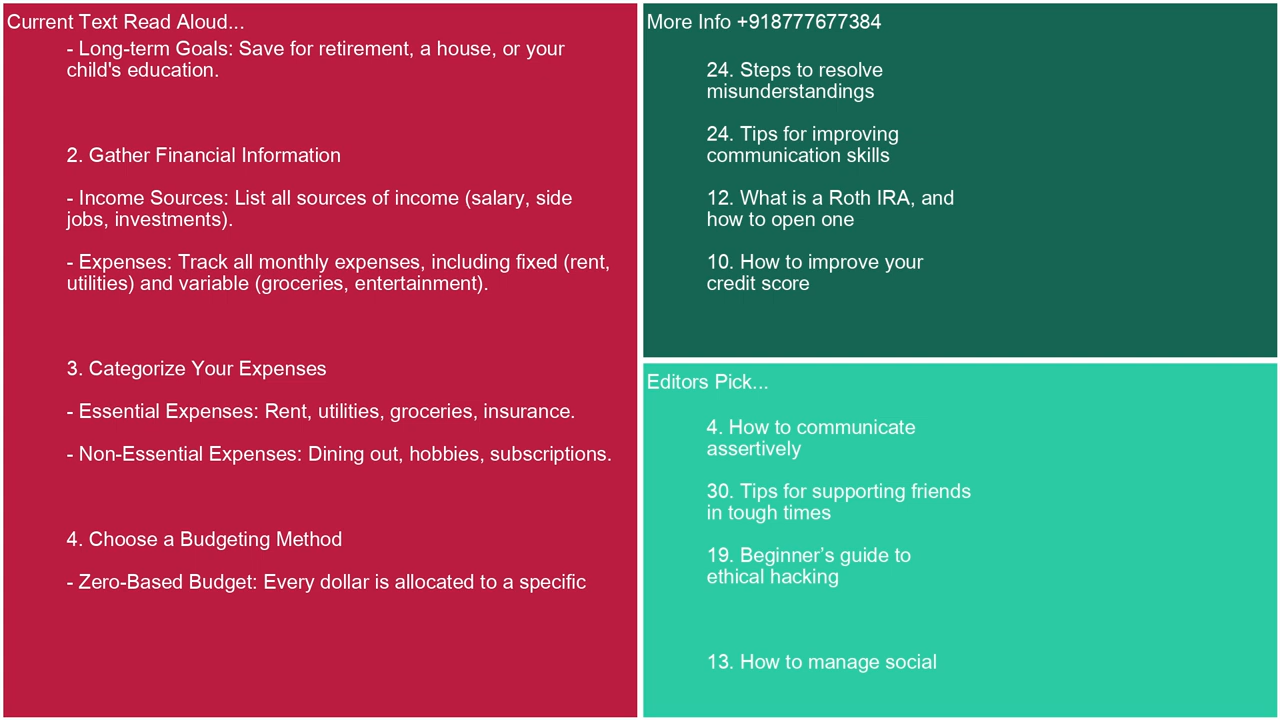 Current Text Read Aloud...
- Long-term Goals: Save for retirement, a house, or your
child's education.
2. Gather Financial Information
- Income Sources: List all sources of income (salary, side
jobs, investments).
- Expenses: Track all monthly expenses, including fixed (rent,
utilities) and variable (groceries, entertainment).
3. Categorize Your Expenses
- Essential Expenses: Rent, utilities, groceries, insurance.
- Non-Essential Expenses: Dining out, hobbies, subscriptions.
4. Choose a Budgeting Method
- Zero-Based Budget: Every dollar is allocated to a specific
More Info +918777677384
24. Steps to resolve
misunderstandings
24. Tips for improving
communication skills
12. What is a Roth IRA, and
how to open one
10. How to improve your
credit score
Editors Pick...
4. How to communicate
assertively
30. Tips for supporting friends
in tough times
19. Beginner’s guide to
ethical hacking
13. How to manage social